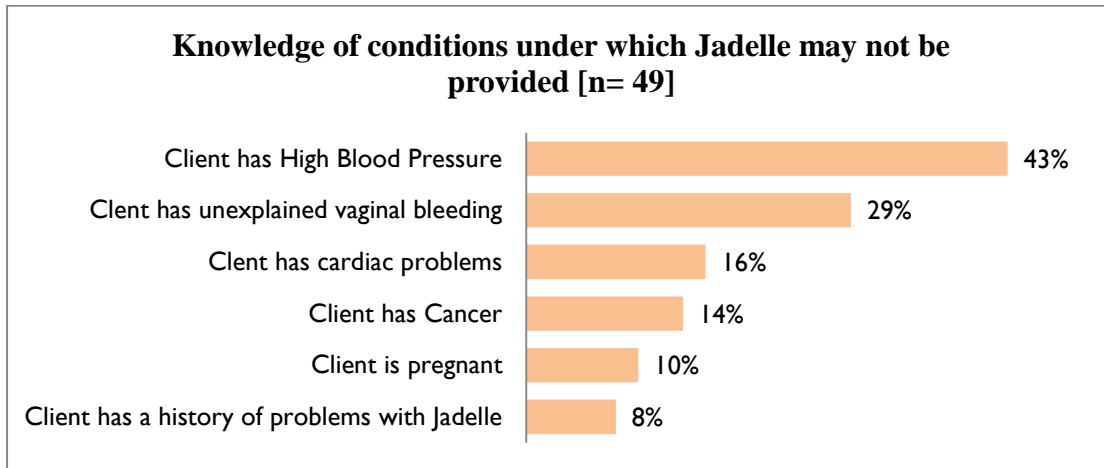 Knowledge of conditions under which Jadelle may not be
provided [n= 49]
Client has High Blood Pressure 43%
Clent has unexplained vaginal bleeding 29%
Clent has cardiac problems 16%
Client has Cancer 14%
Client is pregnant 10%
Client has a history of problems with Jadelle 8%